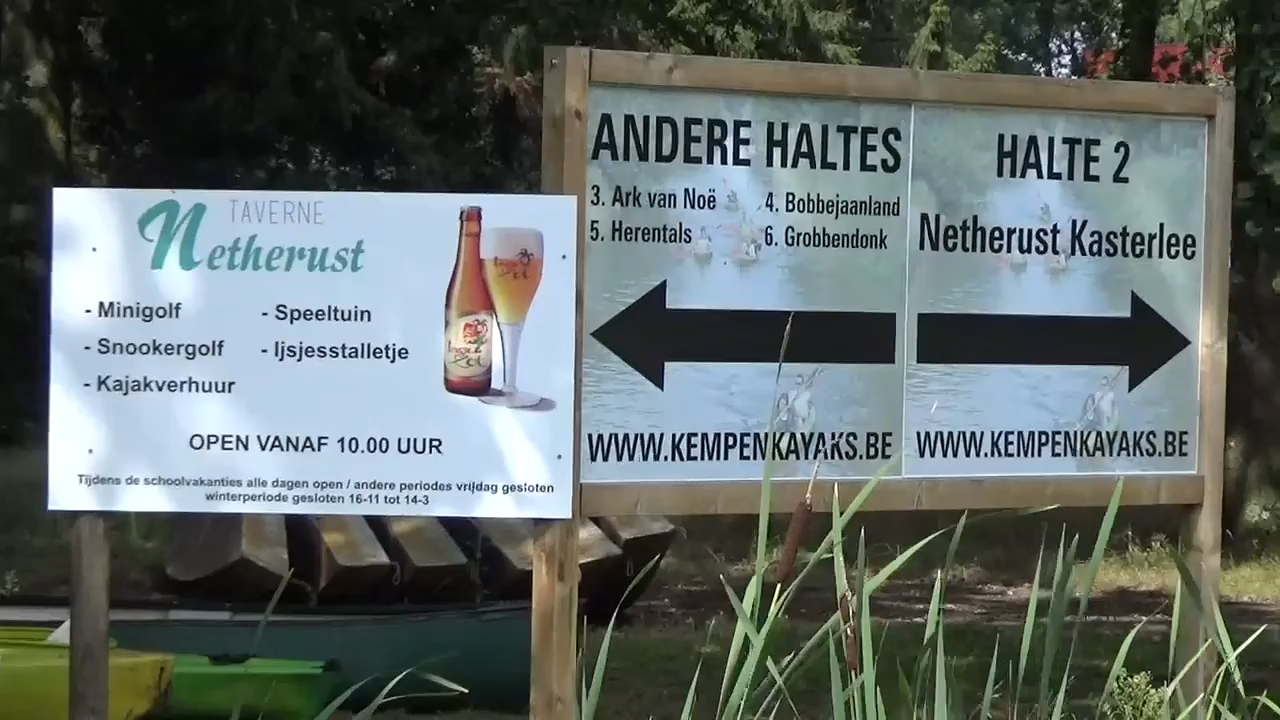 TAVERNE
Netherust
- Minigolf
- Speeltuin
- Snookergolf
- Ijsjesstalletje
- Kajakverhuur
OPEN VANAF 10.00 UUR
Tijdens de schoolvakanties alle dagen open / andere periodes vrijdag gesloten
winterperiode gesloten 16-11 tot 14-3
ANDERE HALTES
3. Ark van Noë
4. Bobbejaanland
5. Herentals
6. Grobbendonk
WWW.KEMPENKAYAKS.BE
HALTE 2
Netherust Kasterlee
WWW.KEMPENKAYAKS.BE